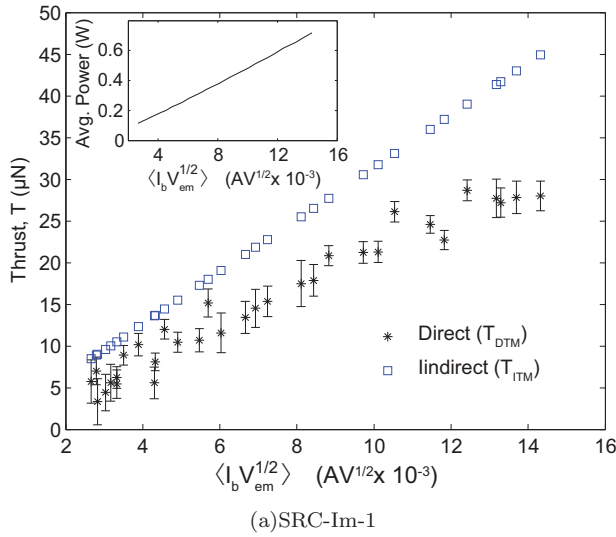 50
45
40
35
30
25
20
15
10
5
0
Thrust, T (μN)
0.6
0.4
0.2
0
Avg. Power (W)
4 8 12 16
⟨I_bV_em^1/2⟩ (AV^1/2x 10^-3)
Direct (T_DTM)
Iindirect (T_ITM)
2 4 6 8 10 12 14 16
⟨I_bV_em^1/2⟩ (AV^1/2x 10^-3)
(a)SRC-Im-1